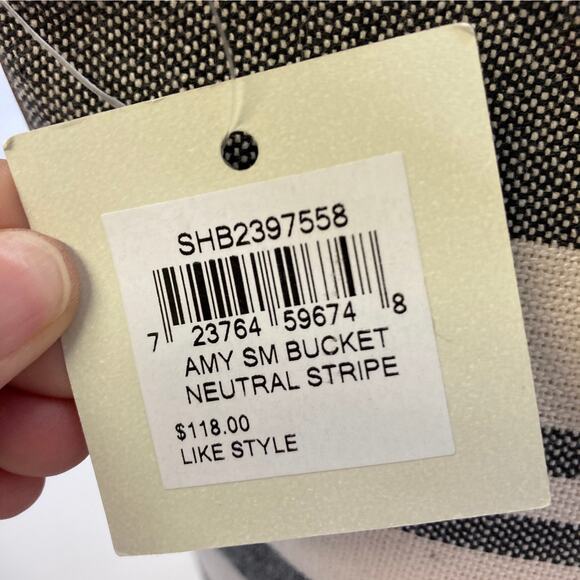 SHB2397558
7 23764 59674 8
AMY SM BUCKET
NEUTRAL STRIPE
$118.00
LIKE STYLE